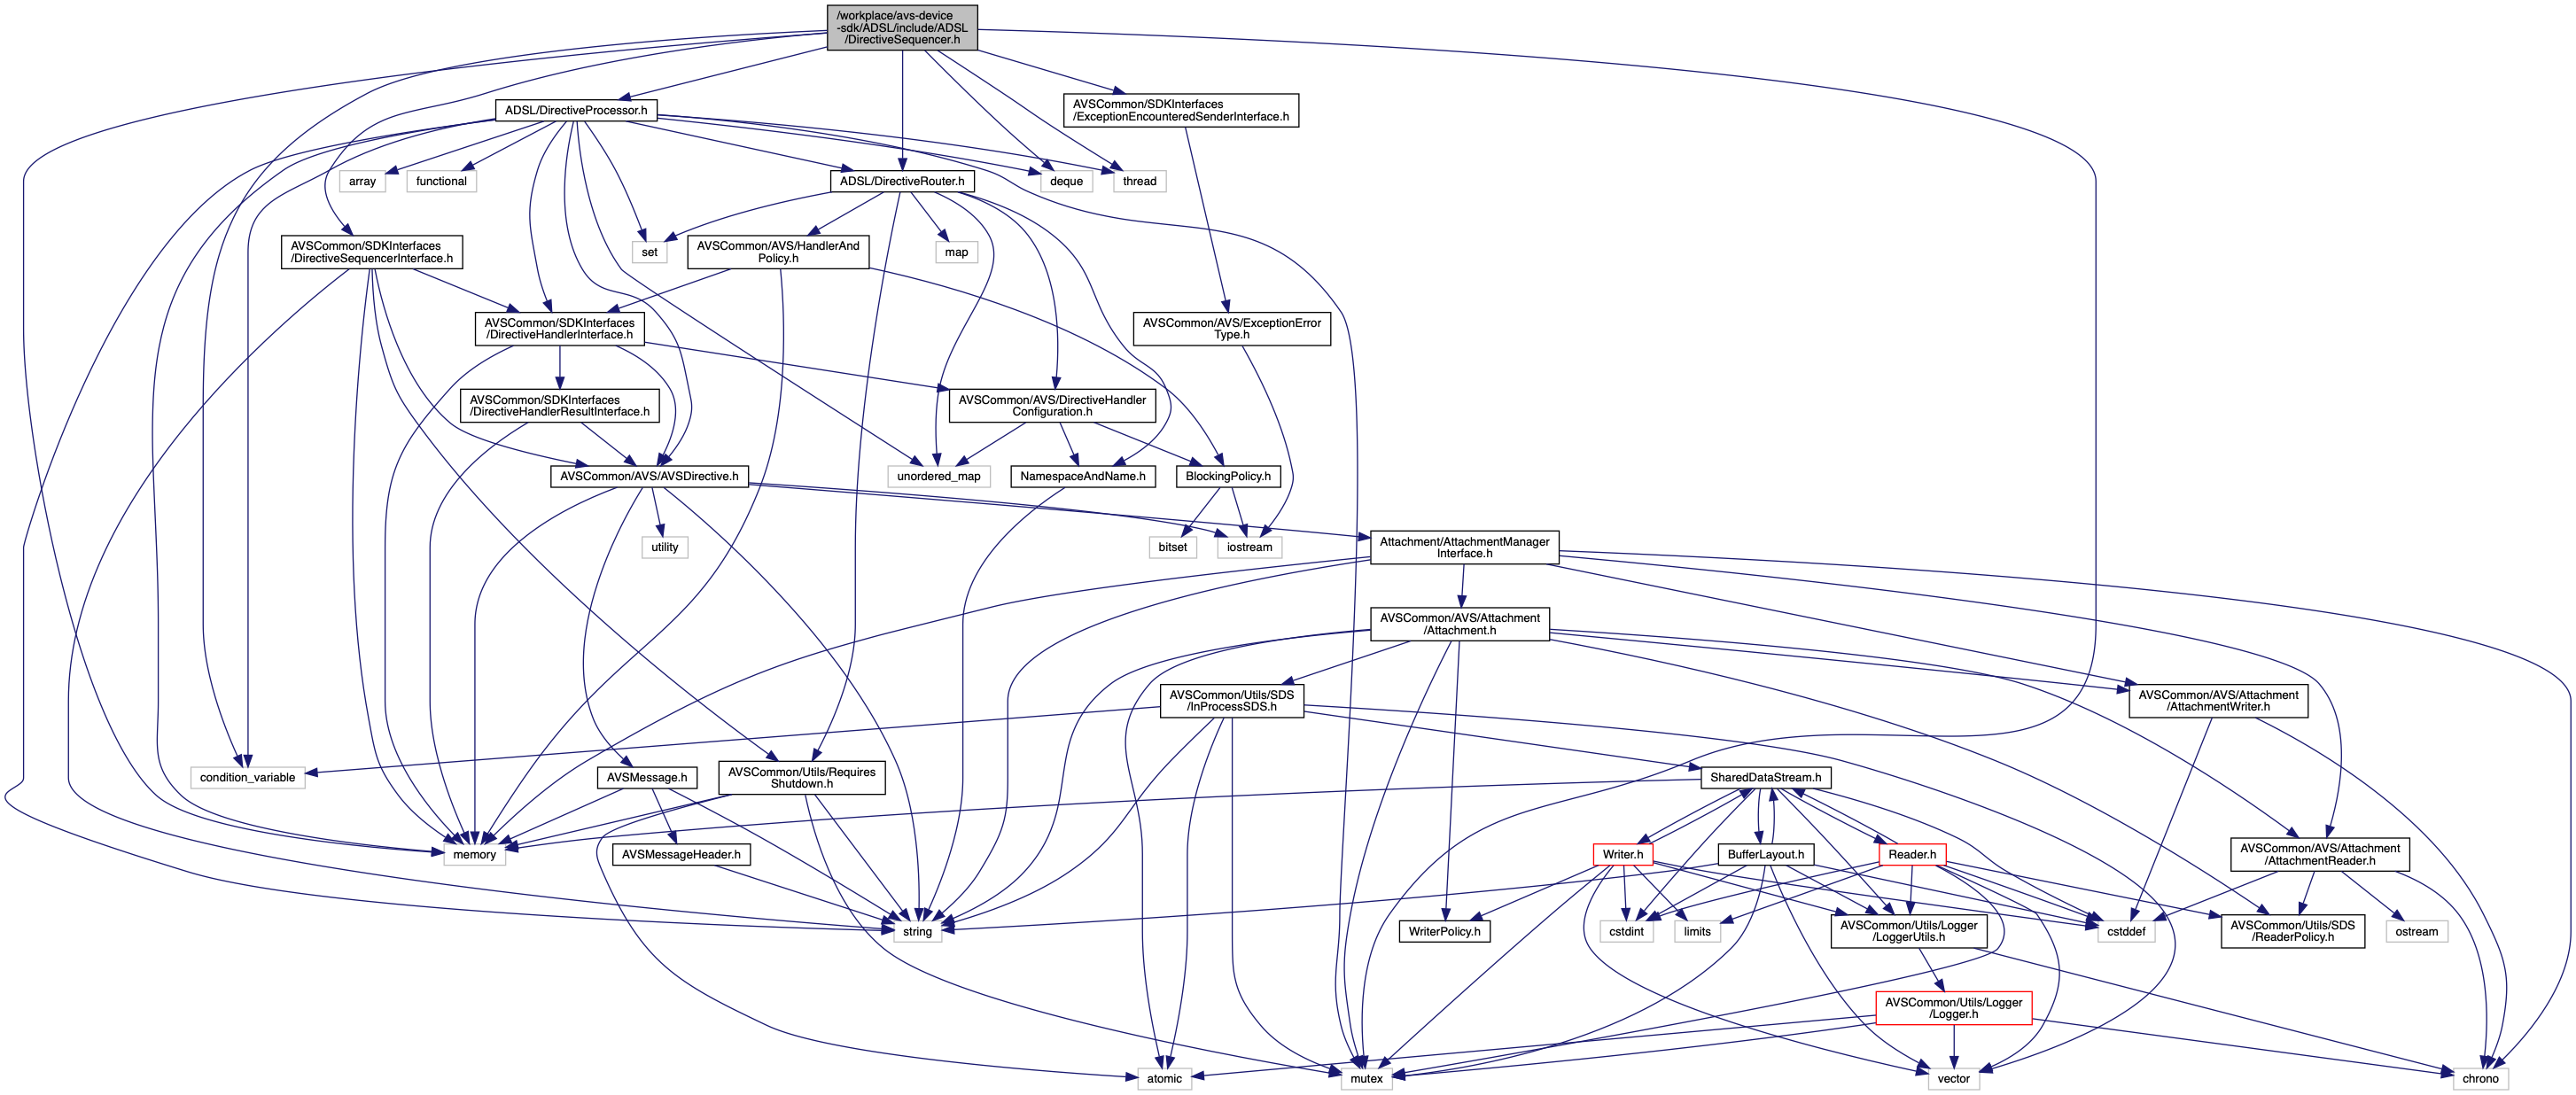 /workplace/avs-device
-sdk/ADSL/include/ADSL
/DirectiveSequencer.h
ADSL/DirectiveProcessor.h
AVSCommon/SDKInterfaces
/ExceptionEncounteredSenderInterface.h
array
functional
ADSL/DirectiveRouter.h
deque
thread
AVSCommon/SDKInterfaces
/DirectiveSequencerInterface.h
set
AVSCommon/AVS/HandlerAnd
Policy.h
map
AVSCommon/SDKInterfaces
/DirectiveHandlerInterface.h
AVSCommon/AVS/ExceptionError
Type.h
AVSCommon/SDKInterfaces
/DirectiveHandlerResultInterface.h
AVSCommon/AVS/DirectiveHandler
Configuration.h
AVSCommon/AVS/AVSDirective.h
unordered_map
NamespaceAndName.h
BlockingPolicy.h
utility
bitset
iostream
Attachment/AttachmentManager
Interface.h
AVSCommon/AVS/Attachment
/Attachment.h
AVSCommon/Utils/SDS
/InProcessSDS.h
AVSCommon/AVS/Attachment
/AttachmentWriter.h
condition_variable
AVSMessage.h
AVSCommon/Utils/Requires
Shutdown.h
SharedDataStream.h
memory
AVSMessageHeader.h
Writer.h
BufferLayout.h
Reader.h
AVSCommon/AVS/Attachment
/AttachmentReader.h
string
WriterPolicy.h
cstdint
limits
AVSCommon/Utils/Logger
/LoggerUtils.h
cstddef
AVSCommon/Utils/SDS
/ReaderPolicy.h
ostream
AVSCommon/Utils/Logger
/Logger.h
atomic
mutex
vector
chrono